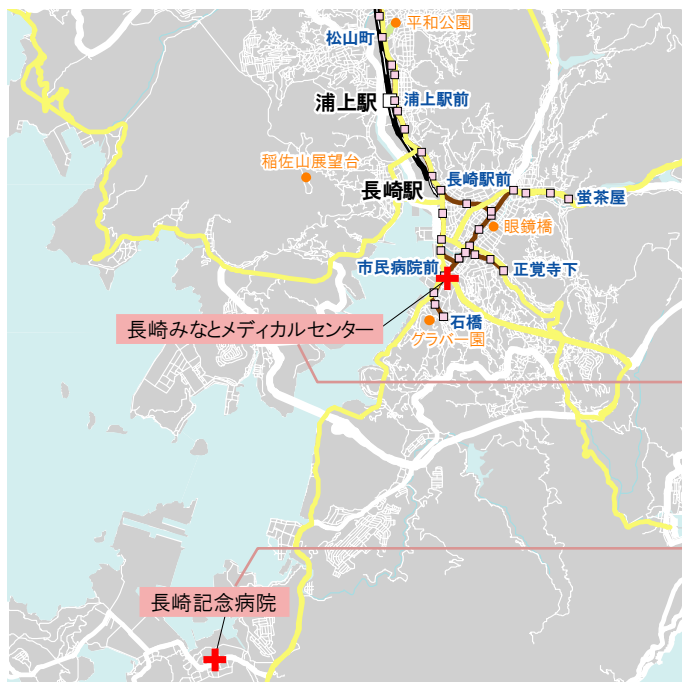 平和公園
松山町
浦上駅
浦上駅前
稲佐山展望台
長崎駅
長崎駅前
蛍茶屋
眼鏡橋
市民病院前
正覚寺下
長崎みなとメディカルセンター
石橋
グラバー園
長崎記念病院